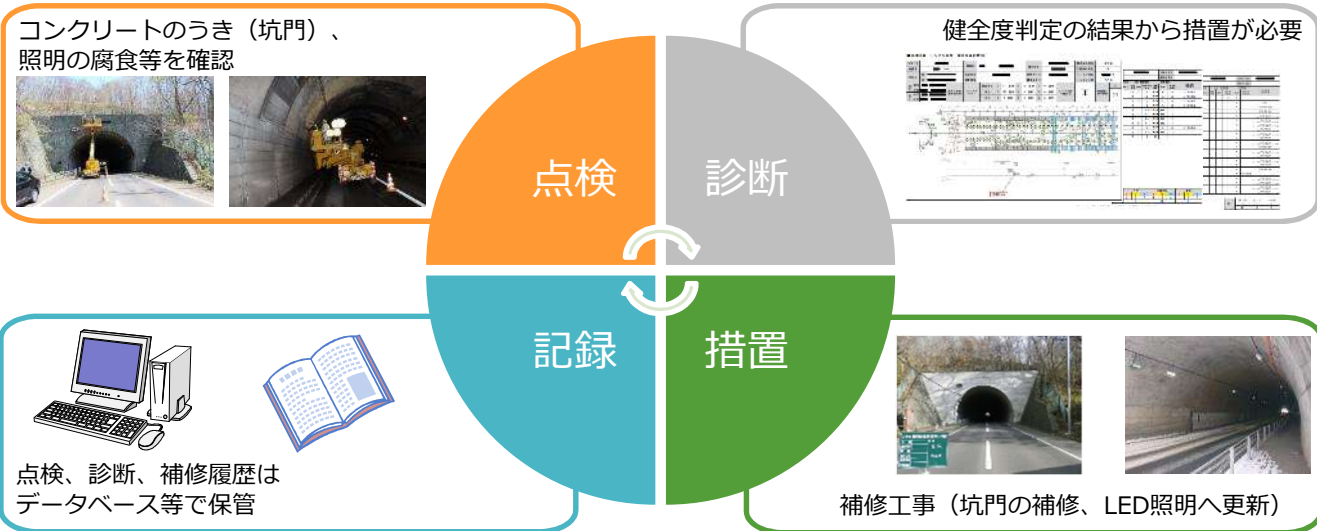 コンクリートのうき（坑門）、
照明の腐食等を確認
健全度判定の結果から措置が必要
点検
診断
記録
措置
点検、診断、補修履歴は
データベース等で保管
補修工事（坑門の補修、LED照明へ更新）